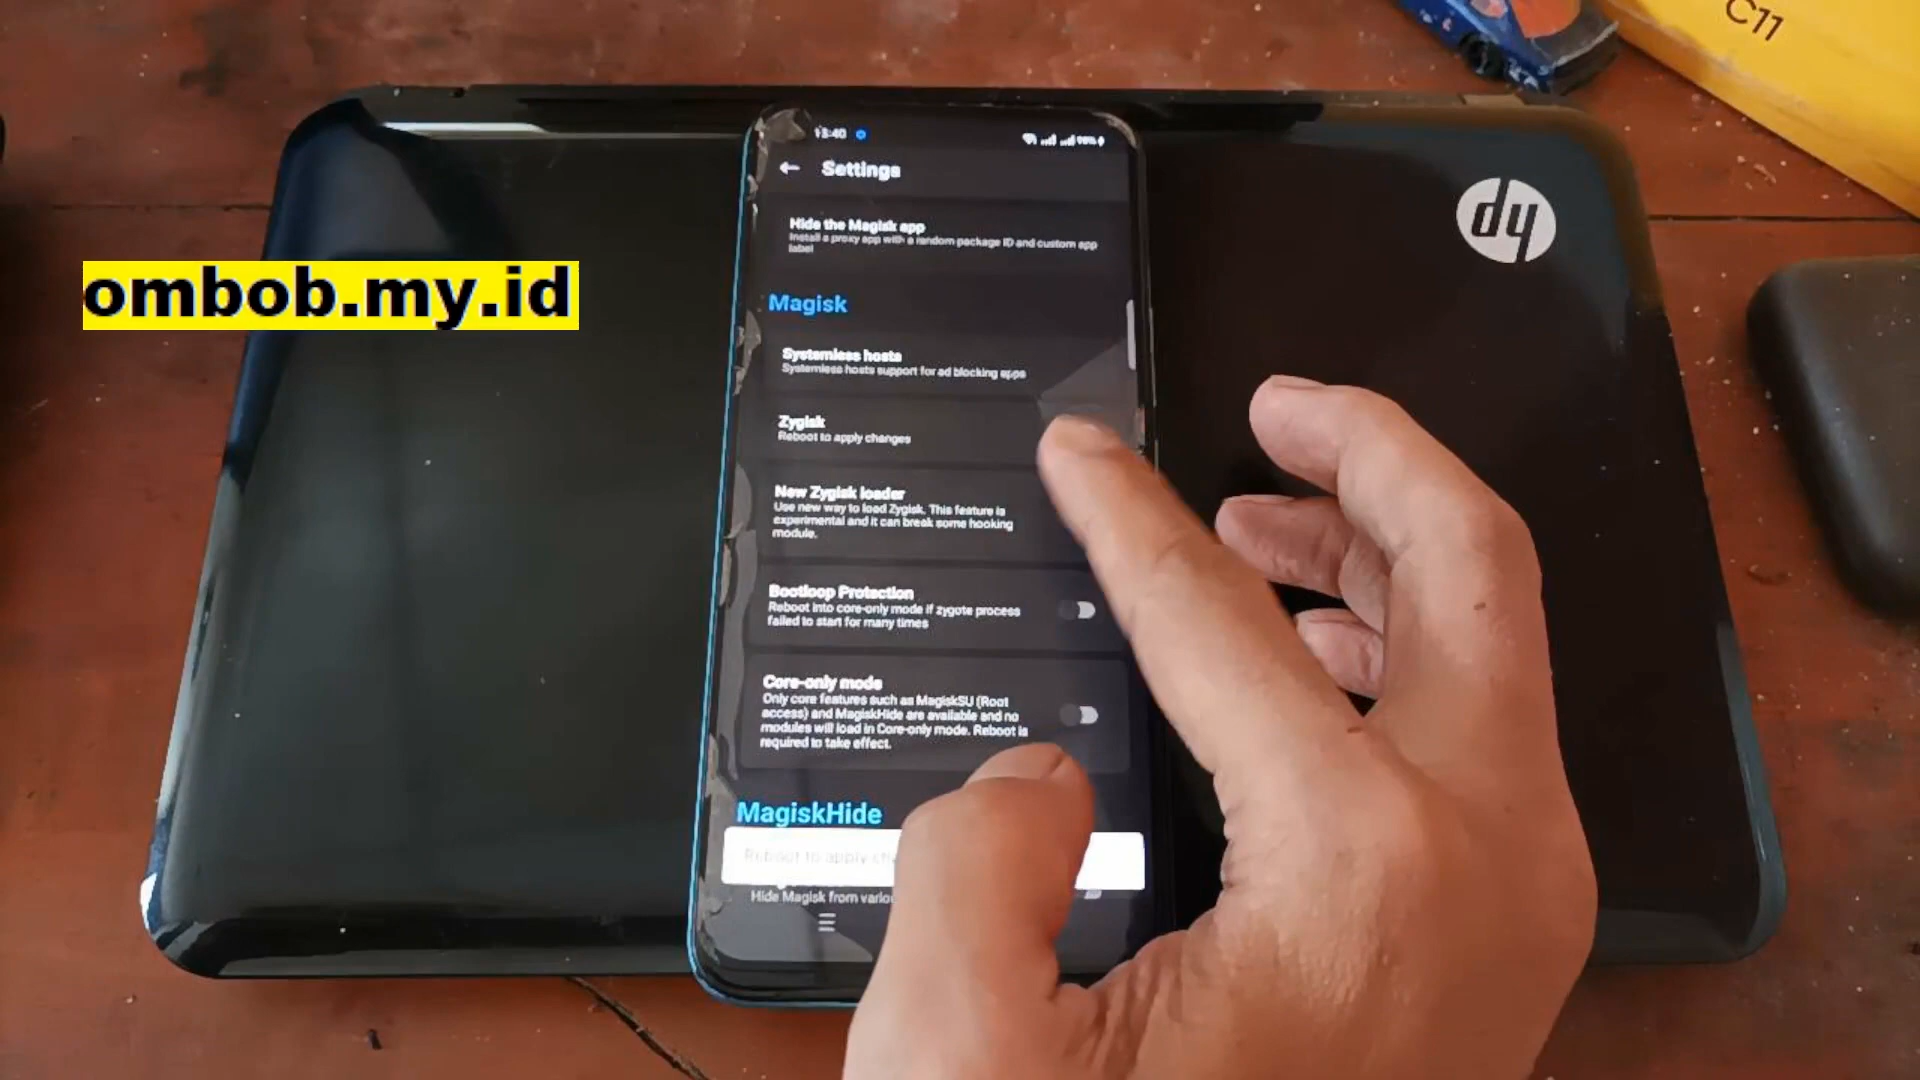 C11
13:40
Settings
hp
Hide the Magisk app
Install a proxy app with a random package ID and custom app
label
ombob.my.id
Magisk
Systemless hosts
Systemless hosts support for ad blocking apps
Zygisk
Reboot to apply changes
New Zygisk loader
Use new way to load Zygisk. This feature is
experimental and it can break some hooking
module.
Bootloop Protection
Reboot into core-only mode if zygote process
failed to start for many times
Core-only mode
Only core features such as MagiskSU (Root
access) and MagiskHide are available and no
modules will load in Core-only mode. Reboot is
required to take effect.
MagiskHide
Reboot to apply
Hide Magisk from